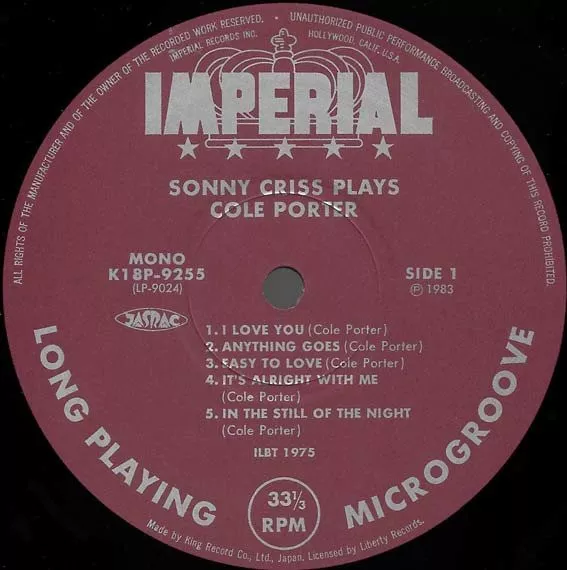 ALL RIGHTS OF THE MANUFACTURER AND OF THE OWNER OF THE RECORDED WORK RESERVED. • UNAUTHORIZED PUBLIC PERFORMANCE BROADCASTING AND COPYING OF THIS RECORD PROHIBITED.
IMPERIAL RECORDS INC. HOLLYWOOD, CALIF. U.S.A.
IMPERIAL
SONNY CRISS PLAYS
COLE PORTER
MONO
K18P-9255
(LP-9024)
SIDE 1
Ⓟ 1983
JASRAC
1. I LOVE YOU (Cole Porter)
2. ANYTHING GOES (Cole Porter)
3. EASY TO LOVE (Cole Porter)
4. IT'S ALRIGHT WITH ME
(Cole Porter)
5. IN THE STILL OF THE NIGHT
(Cole Porter)
ILBT 1975
LONG PLAYING
33⅓
RPM
MICROGROOVE
Made by King Record Co., Ltd., Japan. Licensed by Liberty Records.